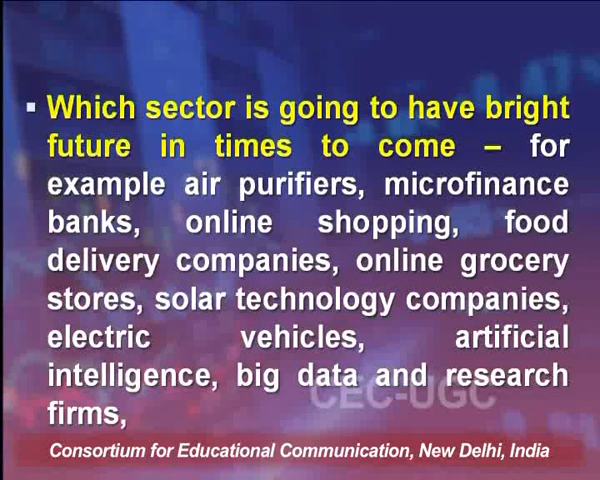 ▪ Which sector is going to have bright
future in times to come – for
example air purifiers, microfinance
banks, online shopping, food
delivery companies, online grocery
stores, solar technology companies,
electric vehicles, artificial
intelligence, big data and research
firms,
CEC-UGC
Consortium for Educational Communication, New Delhi, India